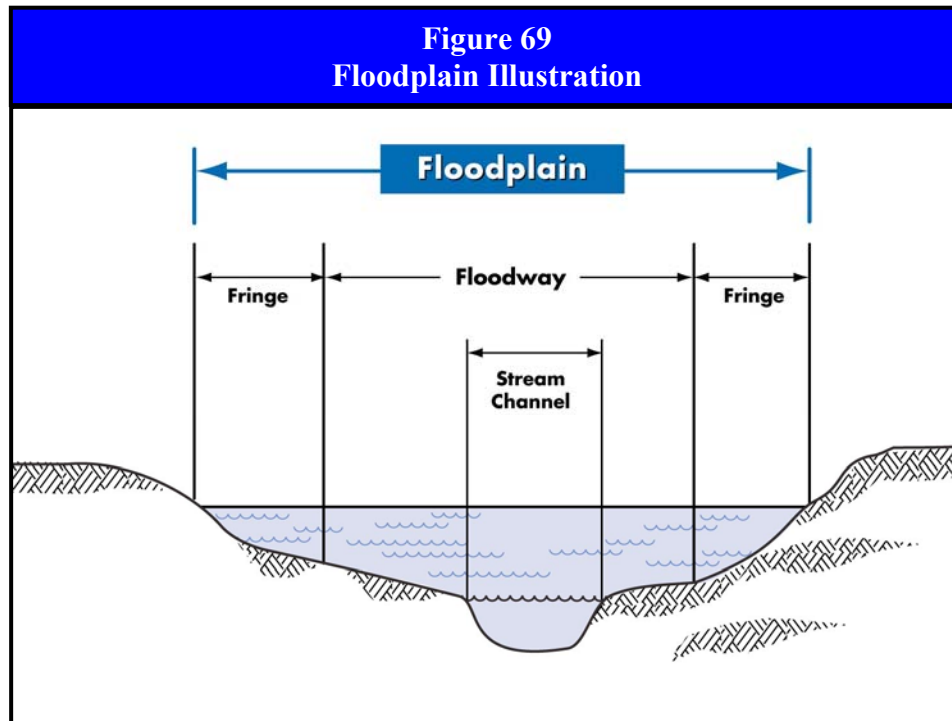 Figure 69
Floodplain Illustration
Floodplain
Fringe
Floodway
Fringe
Stream
Channel